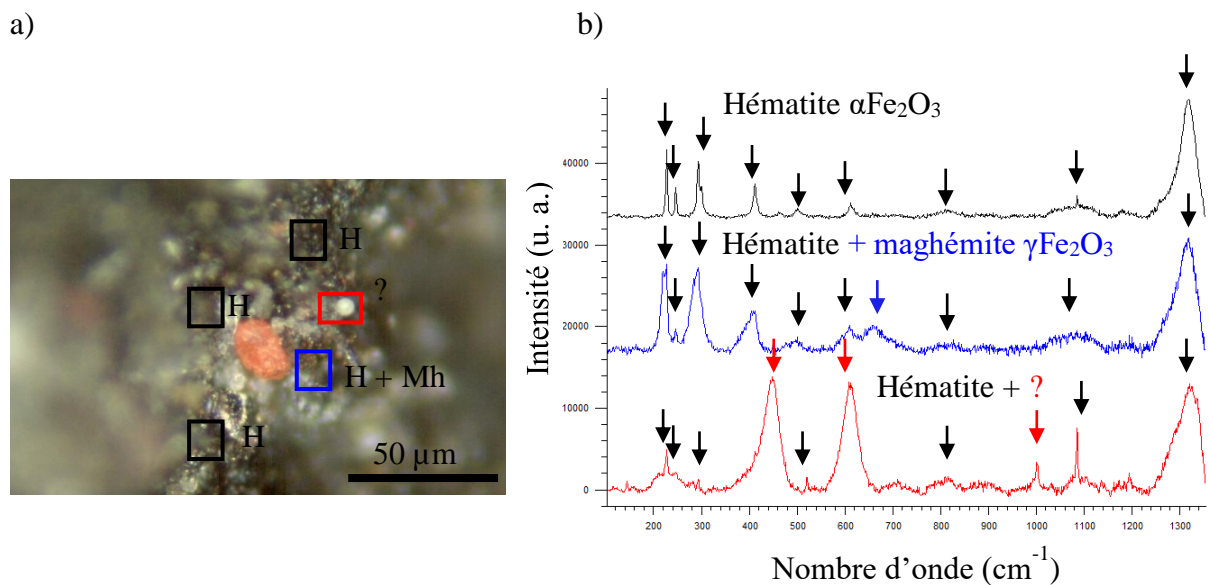 a)
H
?
H
H + Mh
H
50 µm
b)
Hématite αFe₂O₃
Hématite + maghémite γFe₂O₃
Hématite + ?
Intensité (u. a.)
40000
30000
20000
10000
0
200 300 400 500 600 700 800 900 1000 1100 1200 1300
Nombre d’onde (cm⁻¹)